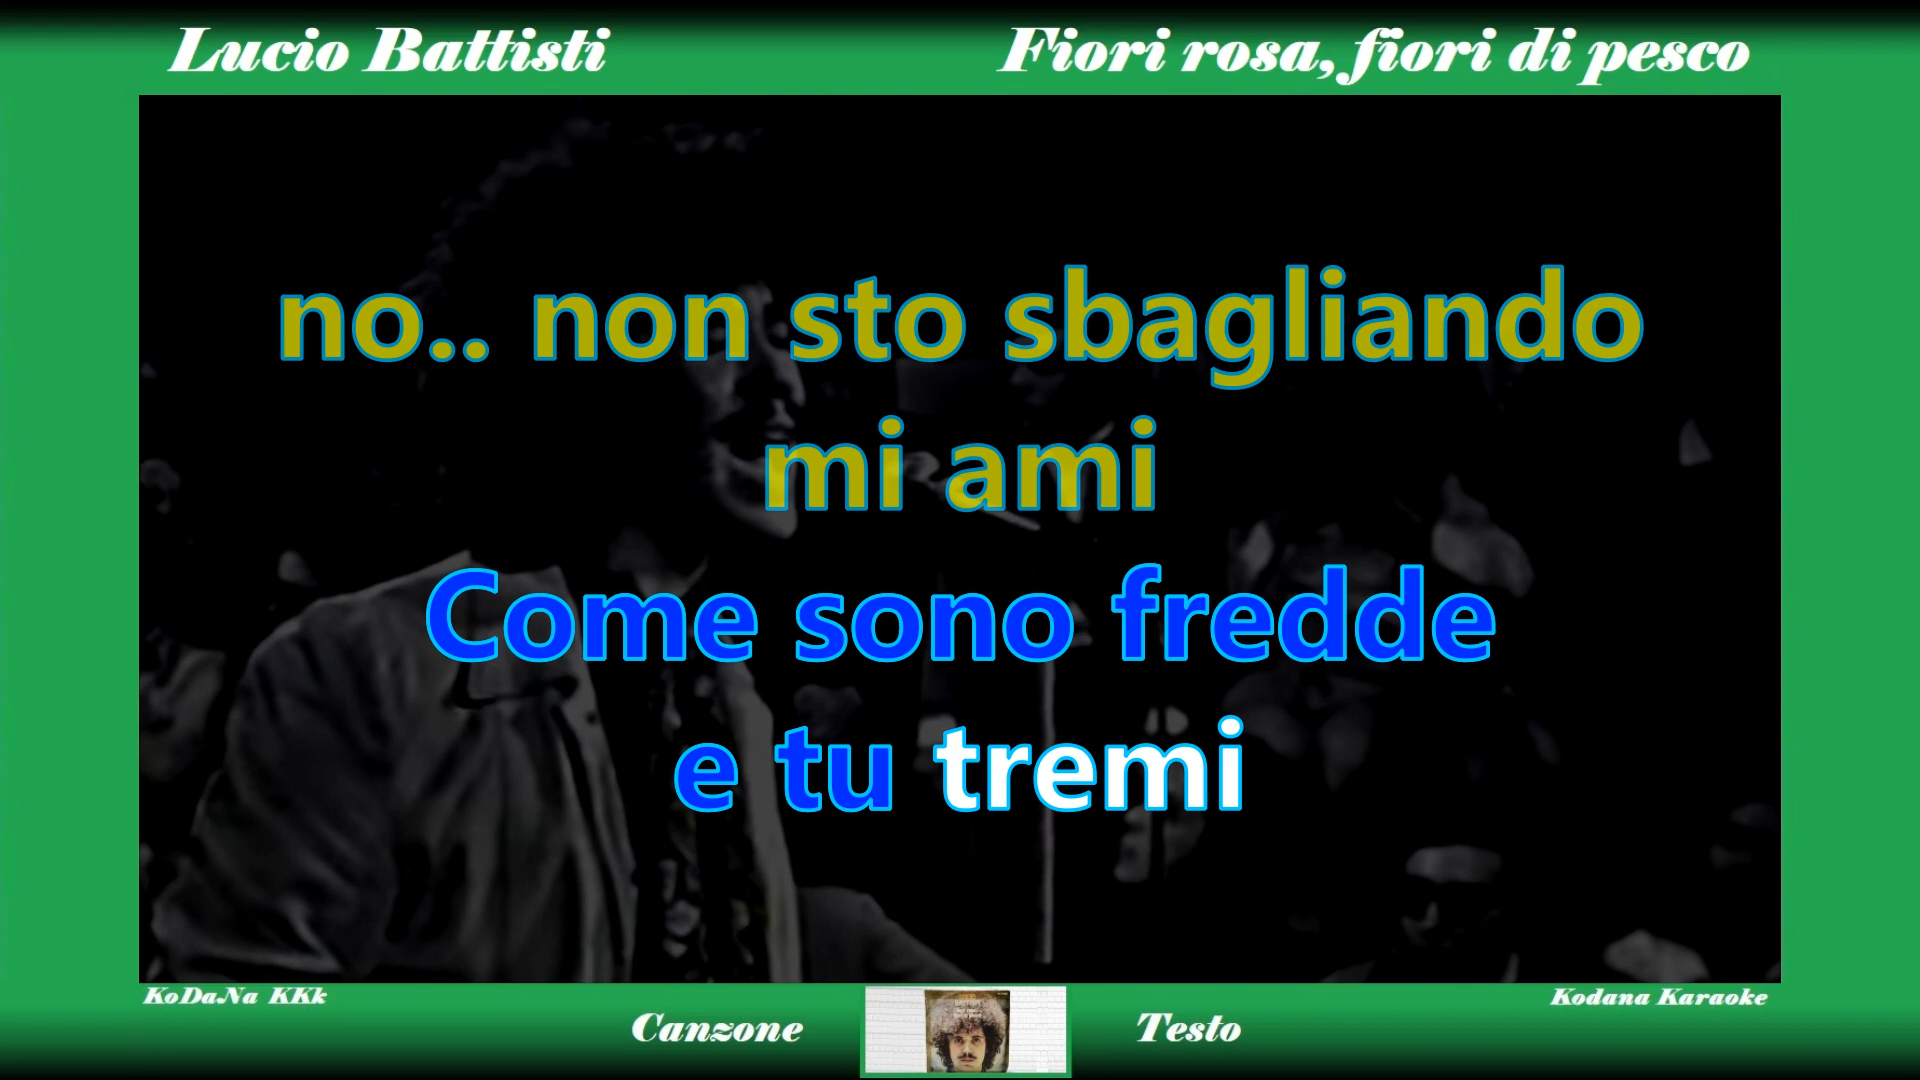 Lucio Battisti
Fiori rosa, fiori di pesco
no.. non sto sbagliando
mi ami
Come sono fredde
e tu tremi
KoDaNa KKk
Kodana Karaoke
Canzone
Testo